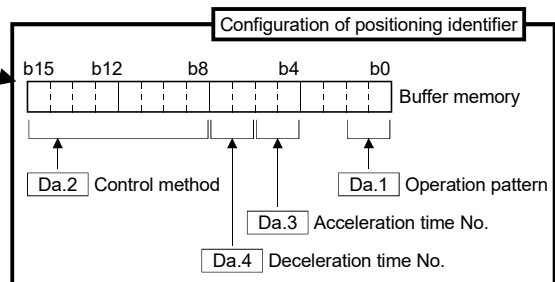 Configuration of positioning identifier
b15 b12 b8 b4 b0
Buffer memory
Da.2 Control method
Da.1 Operation pattern
Da.3 Acceleration time No.
Da.4 Deceleration time No.